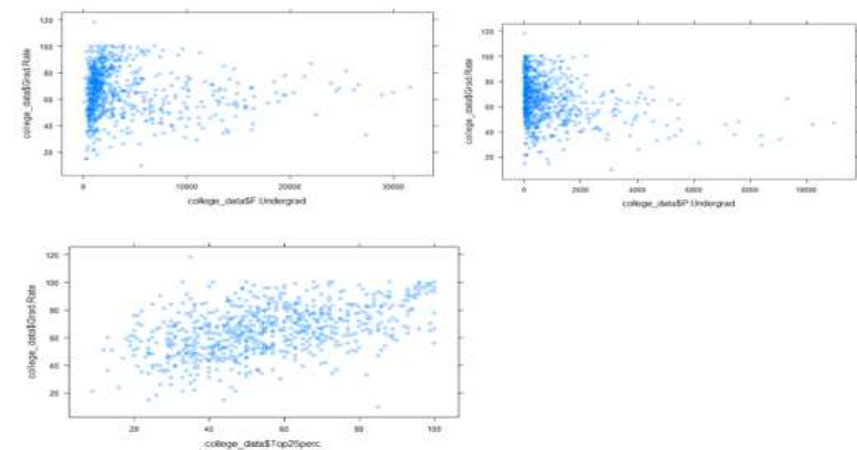 120
100
80
60
40
20
college_data$Grad.Rate
0 10000 20000 30000
college_data$F.Undergrad
120
100
80
60
40
20
college_data$Grad.Rate
0 2000 4000 6000 8000 10000
college_data$P.Undergrad
120
100
80
60
40
20
college_data$Grad.Rate
20 40 60 80 100
college_data$Top25perc